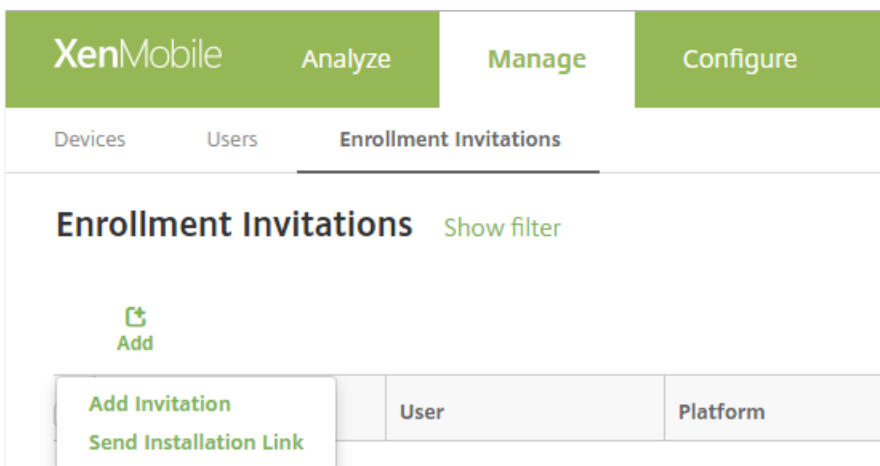 XenMobile Analyze Manage Configure
Devices Users Enrollment Invitations
Enrollment Invitations Show filter
Add
Add Invitation
User Platform
Send Installation Link